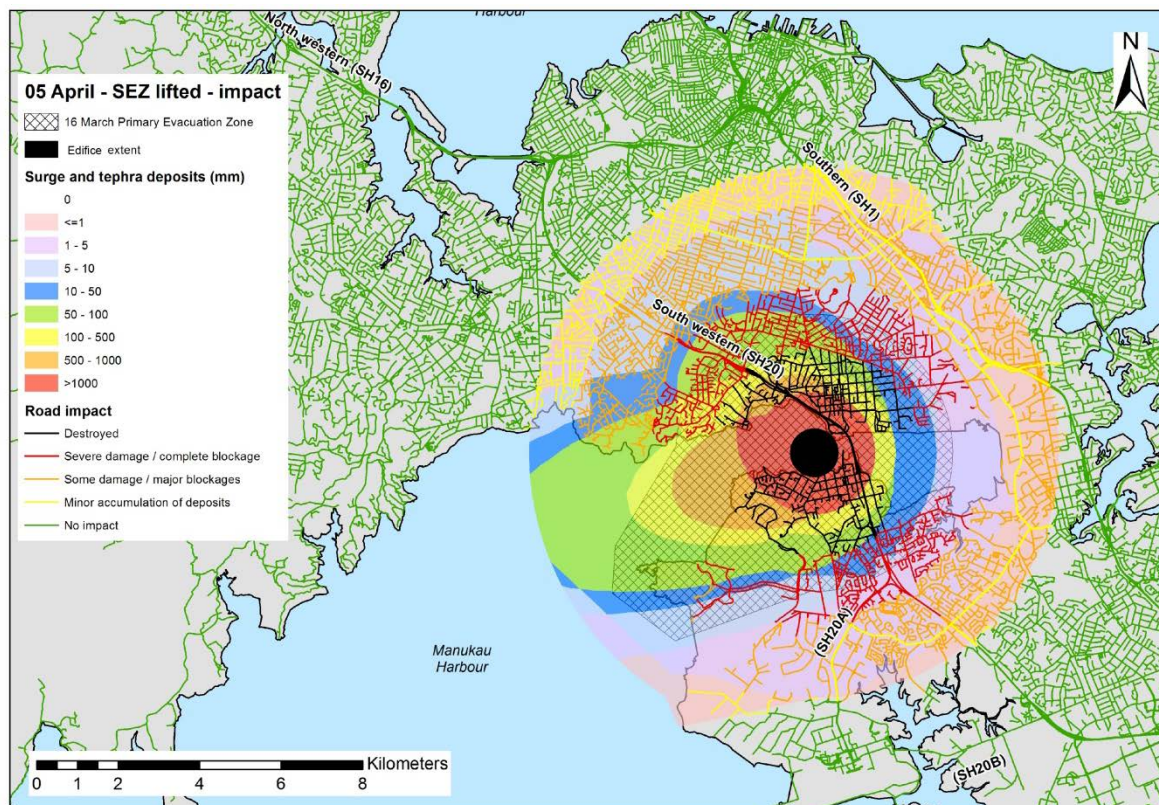 Harbour
North western (SH16)
N
05 April - SEZ lifted - impact
16 March Primary Evacuation Zone
Edifice extent
Surge and tephra deposits (mm)
0
<=1
1 - 5
5 - 10
10 - 50
50 - 100
100 - 500
500 - 1000
>1000
Road impact
Destroyed
Severe damage / complete blockage
Some damage / major blockages
Minor accumulation of deposits
No impact
Southern (SH1)
South western (SH20)
(SH20A)
Manukau
Harbour
(SH20B)
Kilometers
0 1 2 4 6 8